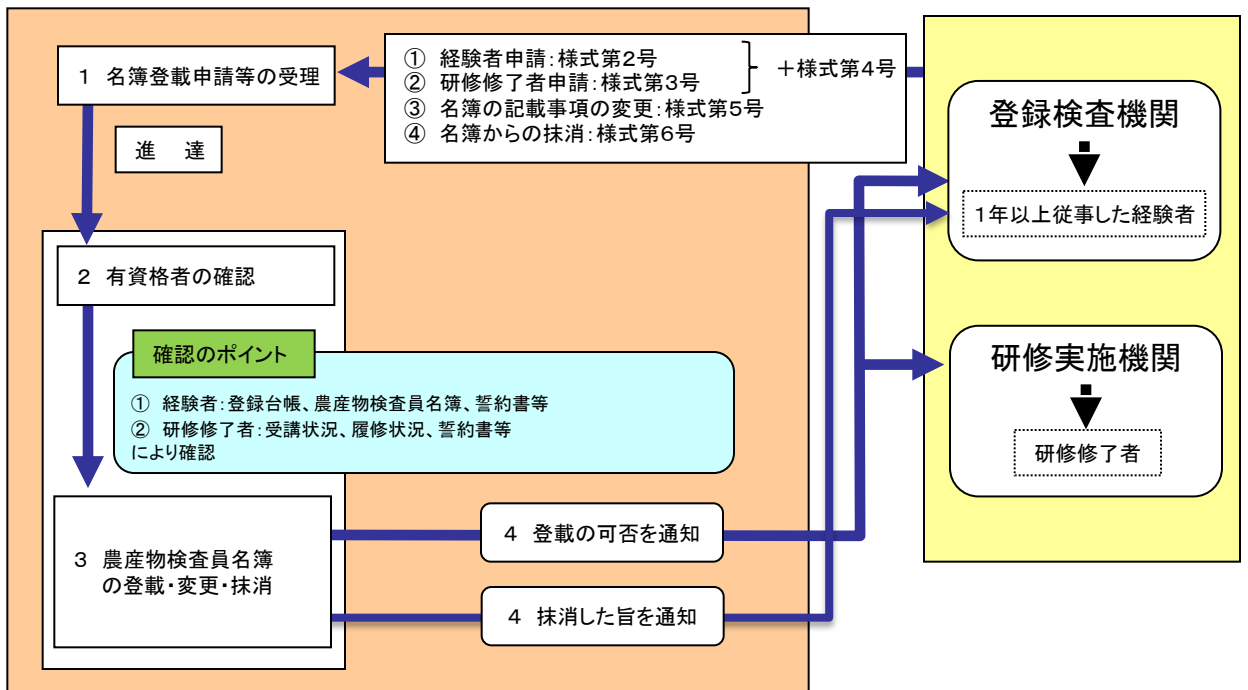 1 名簿登載申請等の受理
① 経験者申請：様式第２号
② 研修修了者申請：様式第３号
＋様式第４号
③ 名簿の記載事項の変更：様式第５号
④ 名簿からの抹消：様式第６号
進 達
２ 有資格者の確認
確認のポイント
① 経験者：登録台帳、農産物検査員名簿、誓約書等
② 研修修了者：受講状況、履修状況、誓約書等
により確認
３ 農産物検査員名簿
の登載・変更・抹消
４ 登載の可否を通知
４ 抹消した旨を通知
登録検査機関
１年以上従事した経験者
研修実施機関
研修修了者